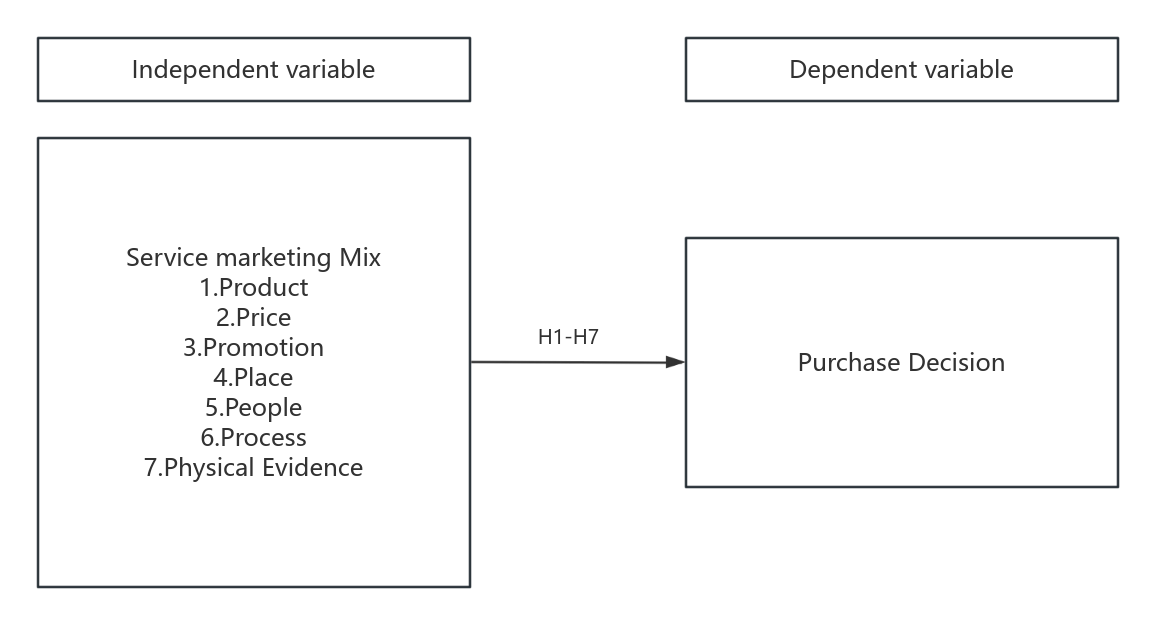 Independent variable
Dependent variable
Service marketing Mix
1.Product
2.Price
3.Promotion
4.Place
5.People
6.Process
7.Physical Evidence
H1-H7
Purchase Decision